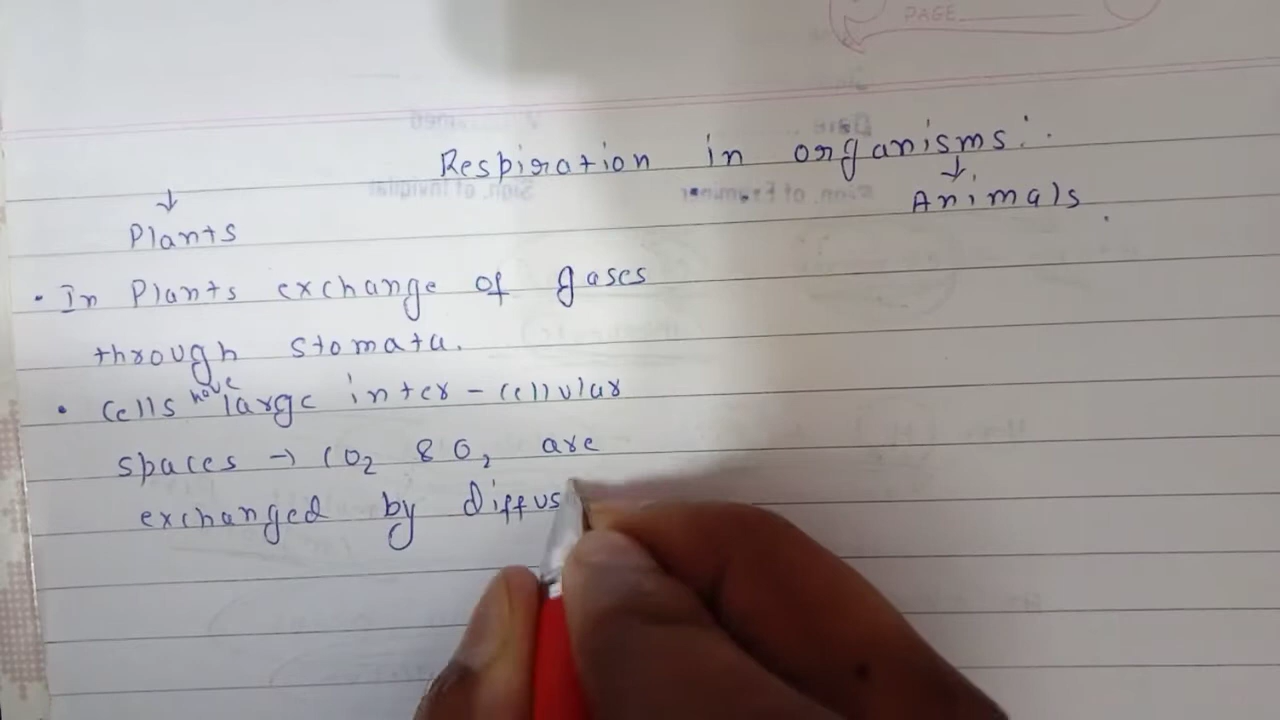 PAGE
Respiration in organisms:
↓ ↓
Plants Animals
• In Plants exchange of gases
through stomata.
• Cells have large inter-cellular
spaces → CO2 & O2 are
exchanged by diffus